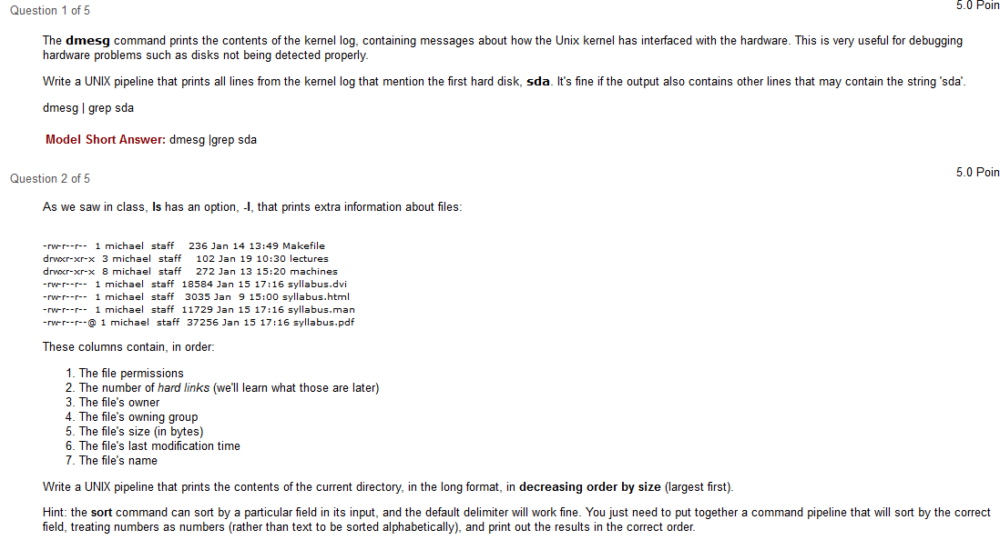 Question 1 of 5
5.0 Poin
The dmesg command prints the contents of the kernel log, containing messages about how the Unix kernel has interfaced with the hardware. This is very useful for debugging
hardware problems such as disks not being detected properly.
Write a UNIX pipeline that prints all lines from the kernel log that mention the first hard disk, sda. It's fine if the output also contains other lines that may contain the string 'sda'.
dmesg | grep sda
Model Short Answer: dmesg |grep sda
Question 2 of 5
5.0 Poin
As we saw in class, ls has an option, -l, that prints extra information about files:
-rw-r--r-- 1 michael staff 236 Jan 14 13:49 Makefile
drwxr-xr-x 3 michael staff 102 Jan 19 10:30 lectures
drwxr-xr-x 8 michael staff 272 Jan 13 15:20 machines
-rw-r--r-- 1 michael staff 18584 Jan 15 17:16 syllabus.dvi
-rw-r--r-- 1 michael staff 3035 Jan 9 15:00 syllabus.html
-rw-r--r-- 1 michael staff 11729 Jan 15 17:16 syllabus.man
-rw-r--r--@ 1 michael staff 37256 Jan 15 17:16 syllabus.pdf
These columns contain, in order:
1. The file permissions
2. The number of hard links (we'll learn what those are later)
3. The file's owner
4. The file's owning group
5. The file's size (in bytes)
6. The file's last modification time
7. The file's name
Write a UNIX pipeline that prints the contents of the current directory, in the long format, in decreasing order by size (largest first).
Hint: the sort command can sort by a particular field in its input, and the default delimiter will work fine. You just need to put together a command pipeline that will sort by the correct
field, treating numbers as numbers (rather than text to be sorted alphabetically), and print out the results in the correct order.